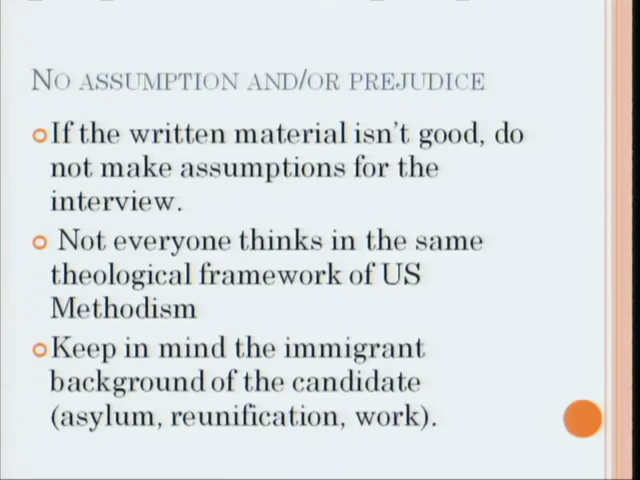 NO ASSUMPTION AND/OR PREJUDICE
If the written material isn't good, do
not make assumptions for the
interview.
Not everyone thinks in the same
theological framework of US
Methodism
Keep in mind the immigrant
background of the candidate
(asylum, reunification, work).